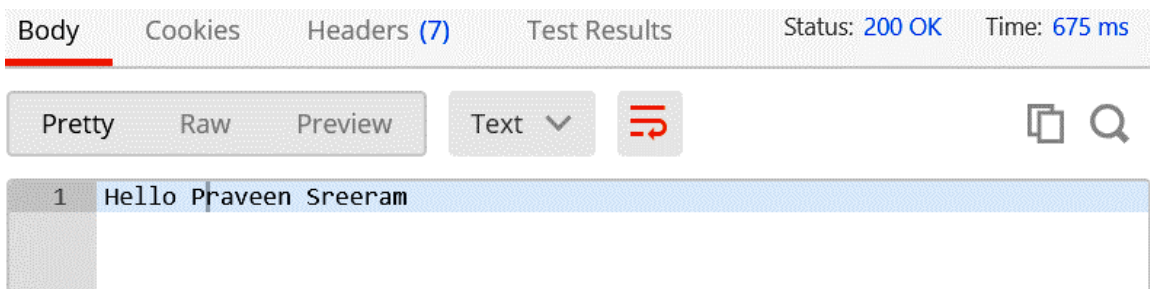 Body Cookies Headers (7) Test Results Status: 200 OK Time: 675 ms
Pretty Raw Preview Text
1 Hello Praveen Sreeram